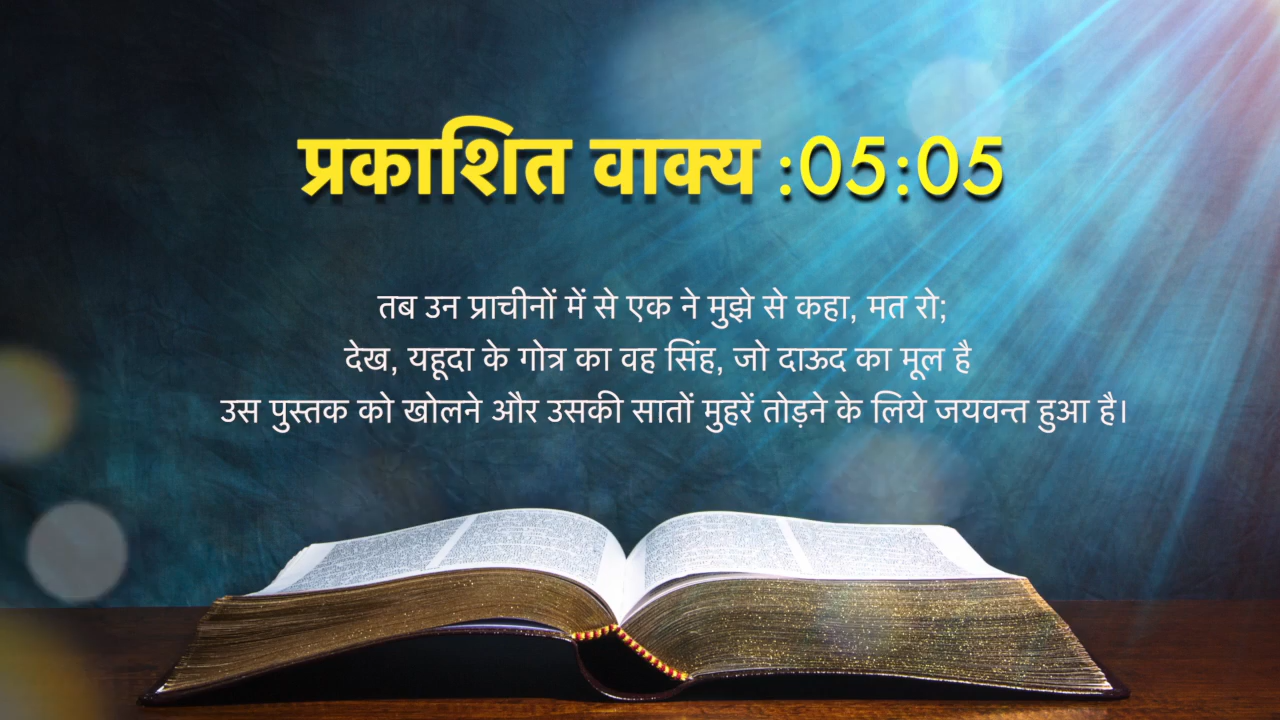 प्रकाशित वाक्य :05:05
तब उन प्राचीनों में से एक ने मुझे से कहा, मत रो;
देख, यहूदा के गोत्र का वह सिंह, जो दाऊद का मूल है
उस पुस्तक को खोलने और उसकी सातों मुहरें तोड़ने के लिये जयवन्त हुआ है।